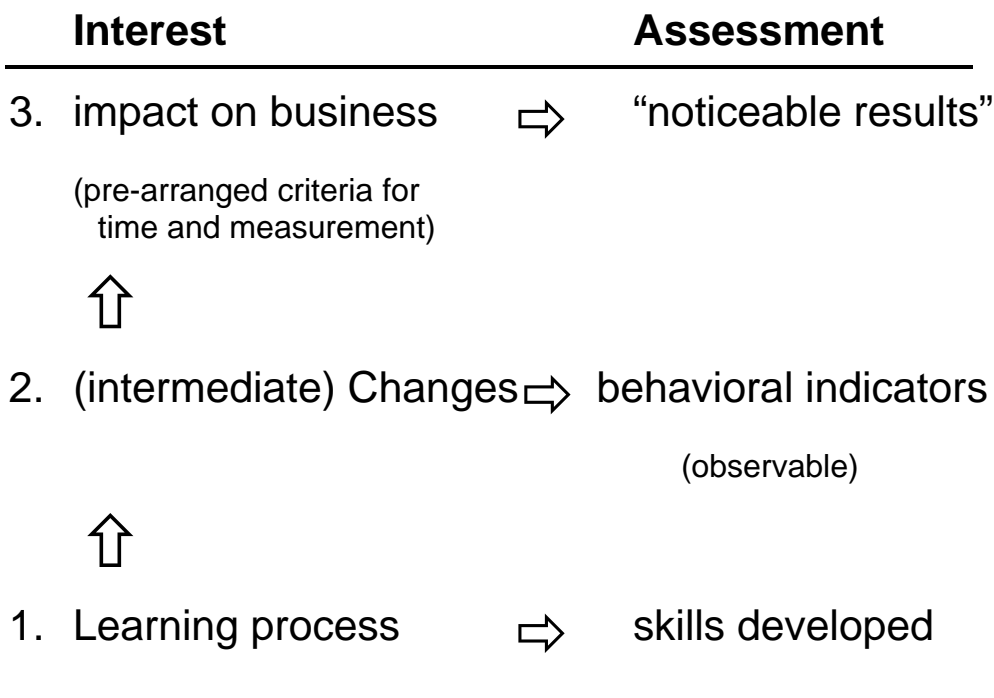 Interest Assessment
3. impact on business ⇨ “noticeable results”
(pre-arranged criteria for
time and measurement)
⇧
2. (intermediate) Changes ⇨ behavioral indicators
(observable)
⇧
1. Learning process ⇨ skills developed